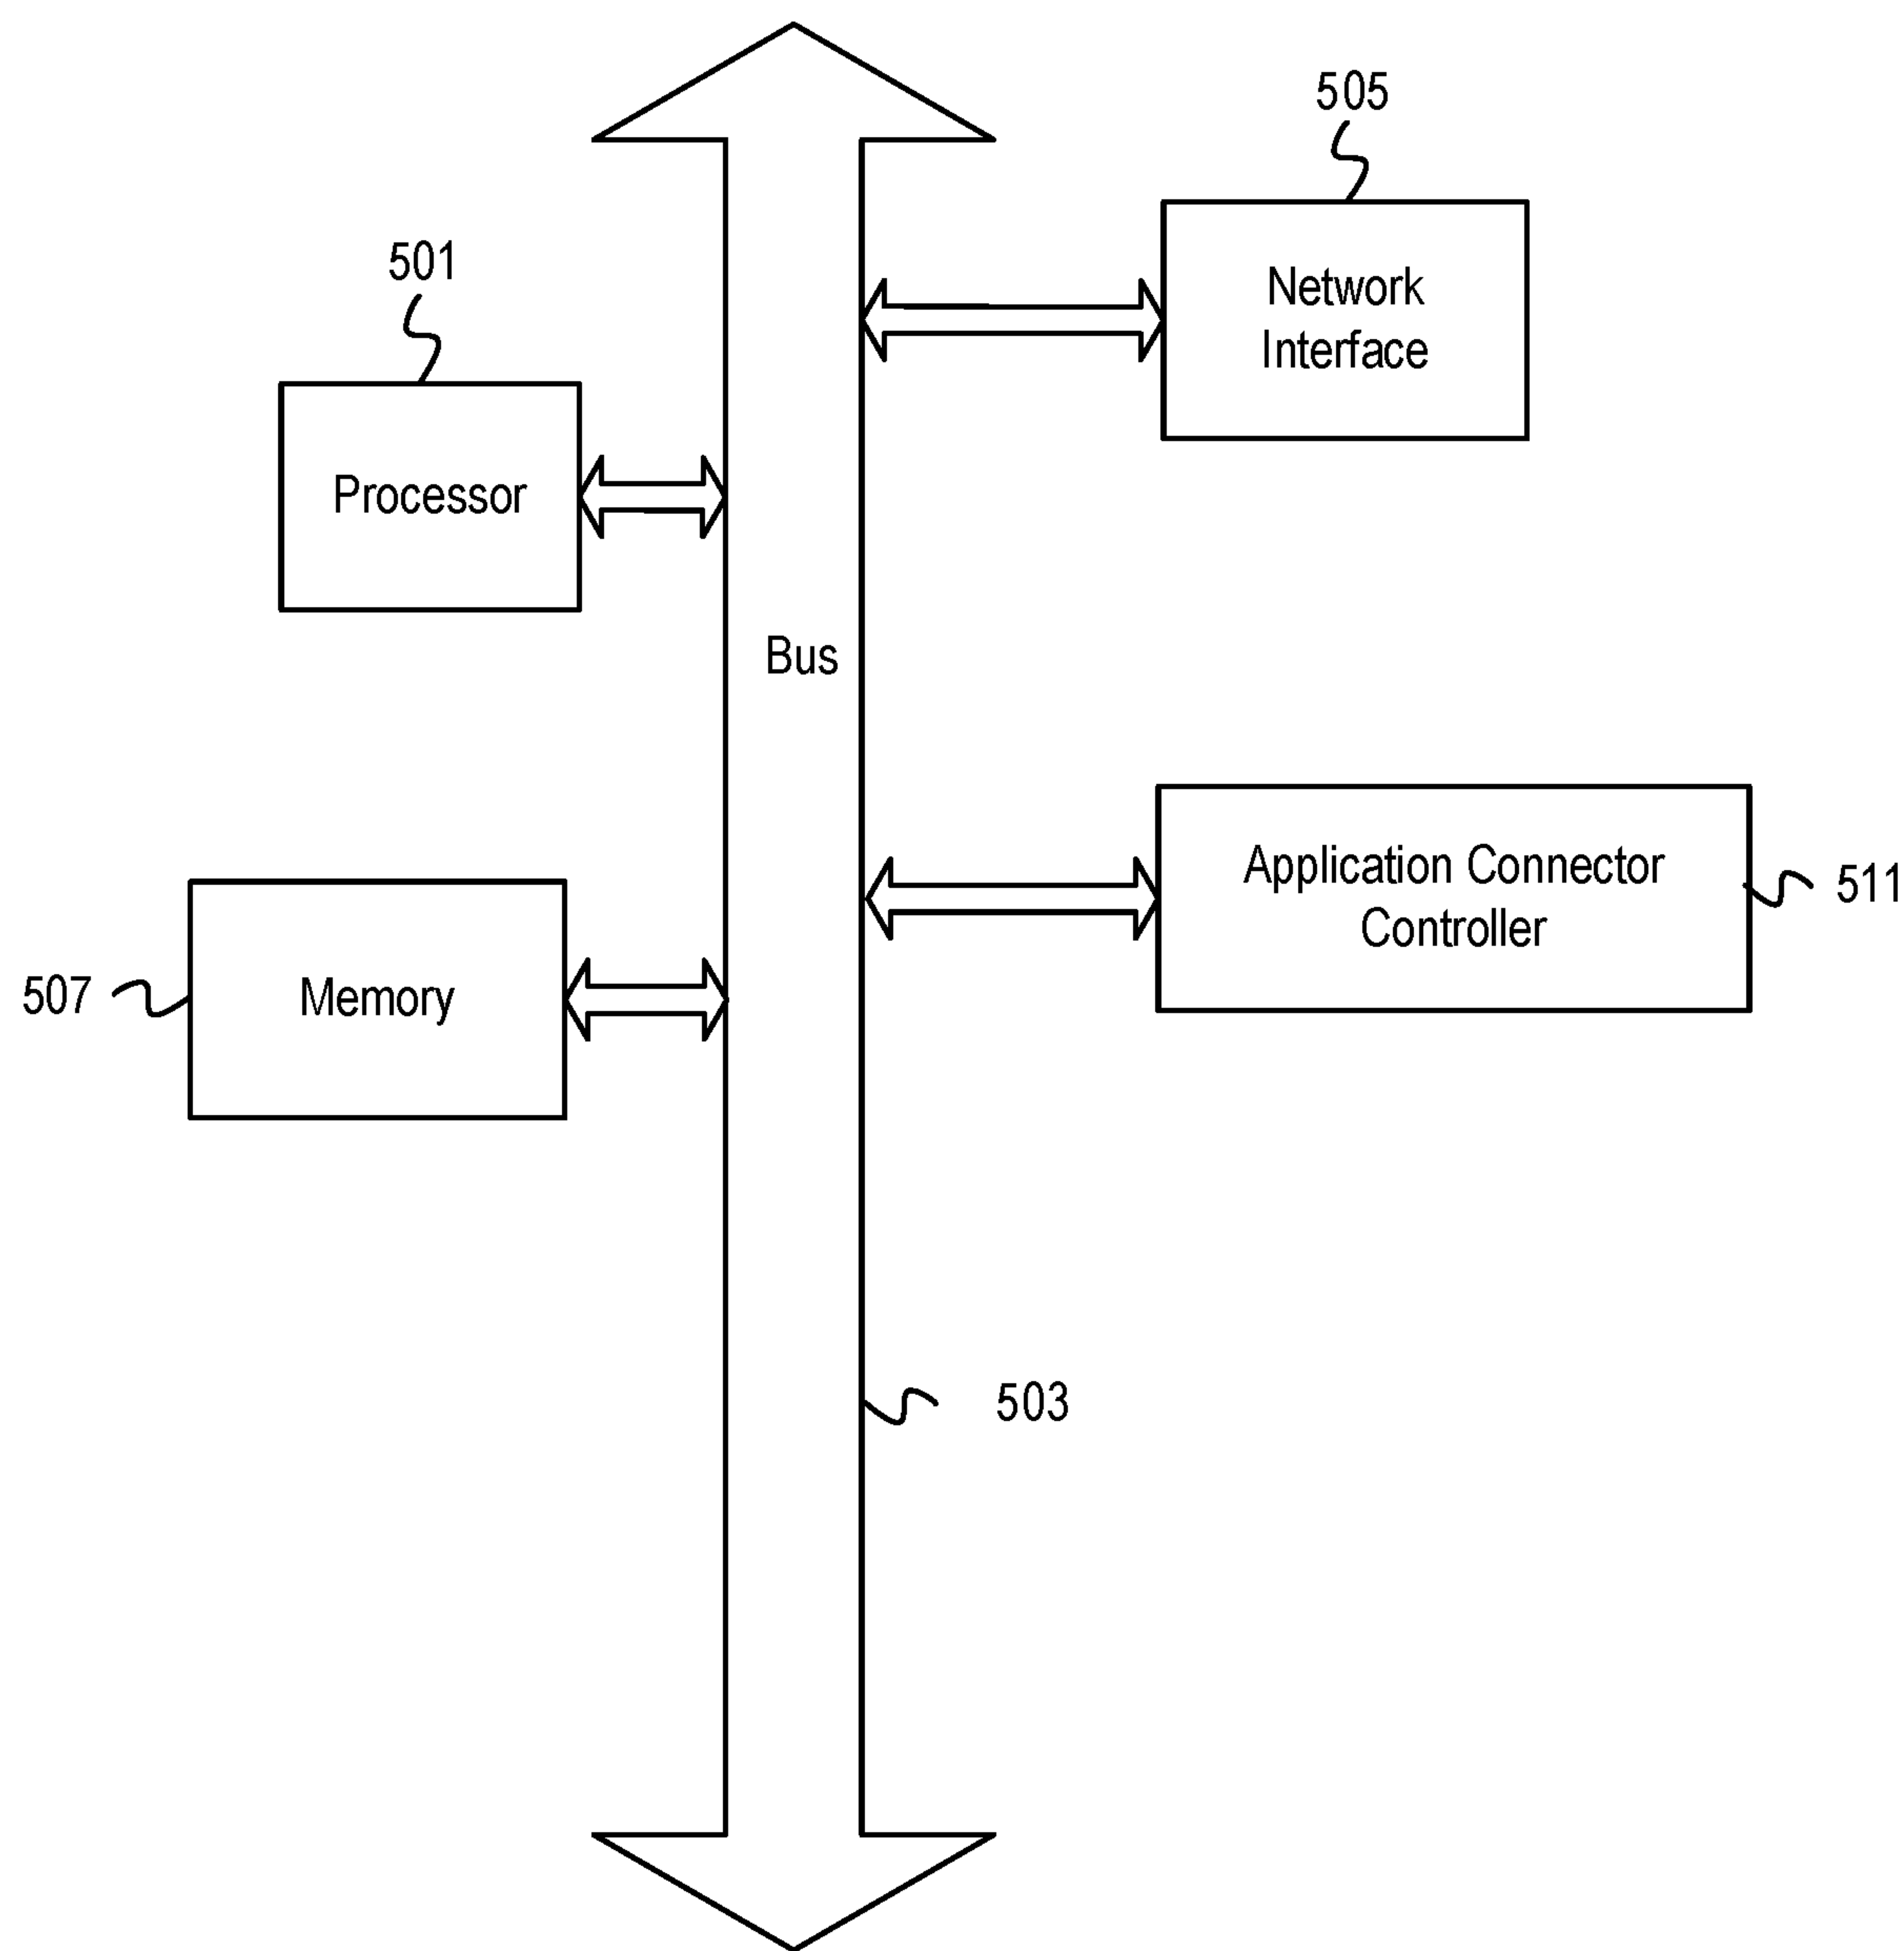 505
501
Network
Interface
Processor
Bus
Application Connector
Controller
511
507
Memory
503